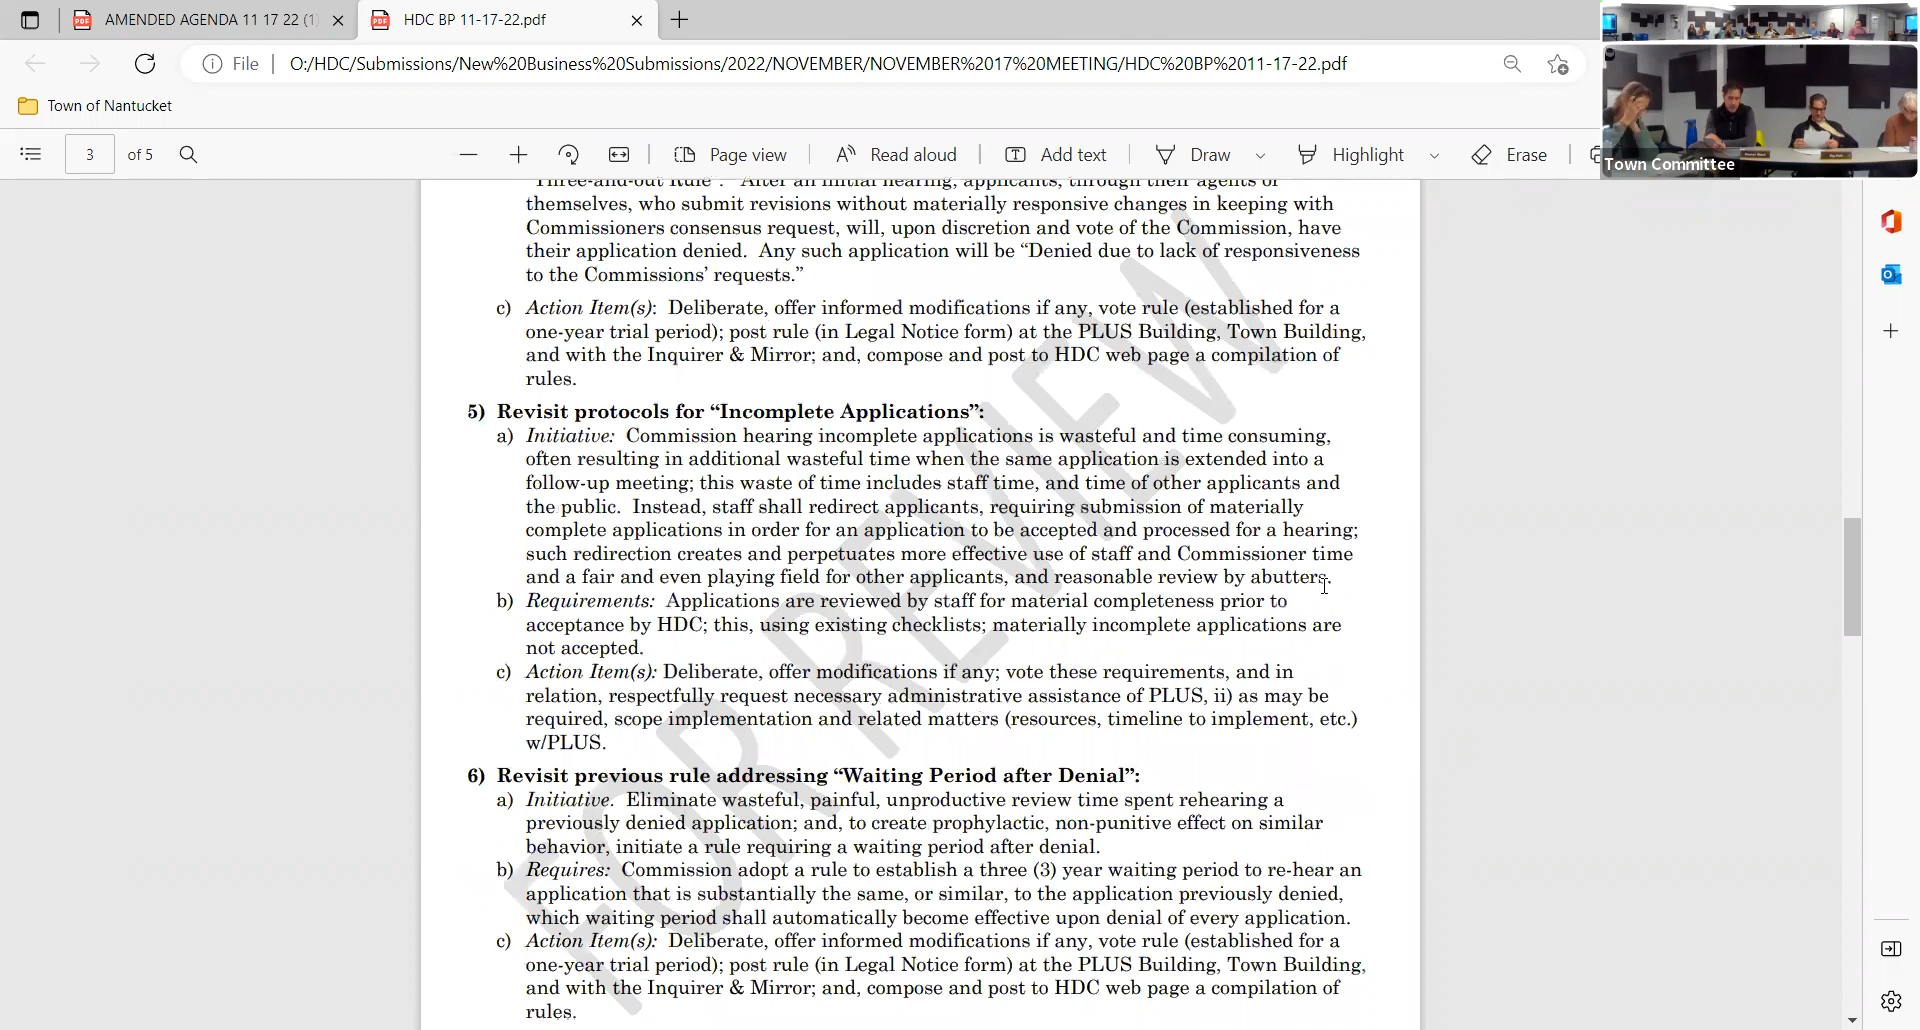 AMENDED AGENDA 11 17 22 (1)
HDC BP 11-17-22.pdf
File
O:/HDC/Submissions/New%20Business%20Submissions/2022/NOVEMBER/NOVEMBER%2017%20MEETING/HDC%20BP%2011-17-22.pdf
Town of Nantucket
3 of 5
Page view
Read aloud
Add text
Draw
Highlight
Erase
Town Committee
"Three-and-out Rule". After an initial hearing, applicants, through their agents or
themselves, who submit revisions without materially responsive changes in keeping with
Commissioners consensus request, will, upon discretion and vote of the Commission, have
their application denied.  Any such application will be “Denied due to lack of responsiveness
to the Commissions’ requests.”
c) Action Item(s):  Deliberate, offer informed modifications if any, vote rule (established for a
one-year trial period); post rule (in Legal Notice form) at the PLUS Building, Town Building,
and with the Inquirer & Mirror; and, compose and post to HDC web page a compilation of
rules.
5) Revisit protocols for “Incomplete Applications”:
a) Initiative:  Commission hearing incomplete applications is wasteful and time consuming,
often resulting in additional wasteful time when the same application is extended into a
follow-up meeting; this waste of time includes staff time, and time of other applicants and
the public.  Instead, staff shall redirect applicants, requiring submission of materially
complete applications in order for an application to be accepted and processed for a hearing;
such redirection creates and perpetuates more effective use of staff and Commissioner time
and a fair and even playing field for other applicants, and reasonable review by abutters.
b) Requirements:  Applications are reviewed by staff for material completeness prior to
acceptance by HDC; this, using existing checklists; materially incomplete applications are
not accepted.
c) Action Item(s): Deliberate, offer modifications if any; vote these requirements, and in
relation, respectfully request necessary administrative assistance of PLUS, ii) as may be
required, scope implementation and related matters (resources, timeline to implement, etc.)
w/PLUS.
6) Revisit previous rule addressing “Waiting Period after Denial”:
a) Initiative.  Eliminate wasteful, painful, unproductive review time spent rehearing a
previously denied application; and, to create prophylactic, non-punitive effect on similar
behavior, initiate a rule requiring a waiting period after denial.
b) Requires:  Commission adopt a rule to establish a three (3) year waiting period to re-hear an
application that is substantially the same, or similar, to the application previously denied,
which waiting period shall automatically become effective upon denial of every application.
c) Action Item(s):  Deliberate, offer informed modifications if any, vote rule (established for a
one-year trial period); post rule (in Legal Notice form) at the PLUS Building, Town Building,
and with the Inquirer & Mirror; and, compose and post to HDC web page a compilation of
rules.
FOR REVIEW